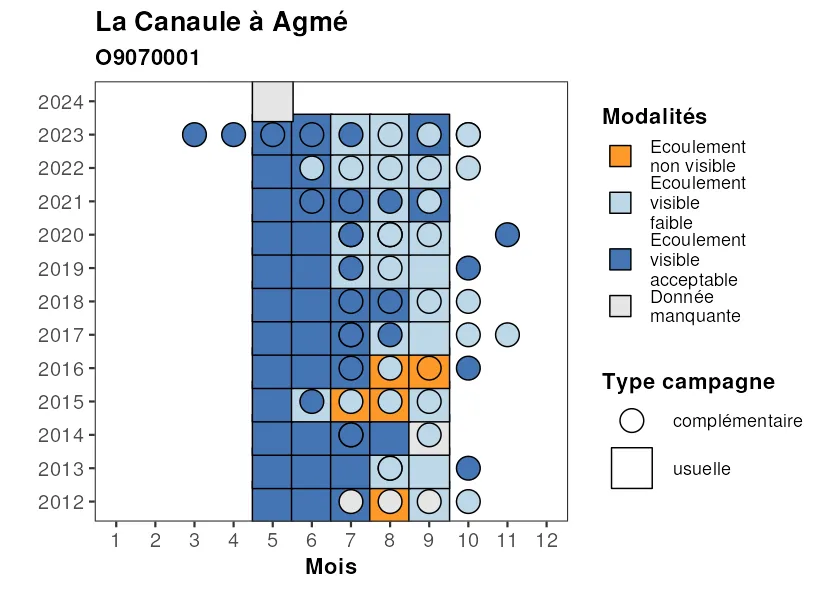 La Canaule à Agmé
O9070001
2024
2023
2022
2021
2020
2019
2018
2017
2016
2015
2014
2013
2012
1 2 3 4 5 6 7 8 9 10 11 12
Mois
Modalités
Ecoulement
non visible
Ecoulement
visible
faible
Ecoulement
visible
acceptable
Donnée
manquante
Type campagne
complémentaire
usuelle